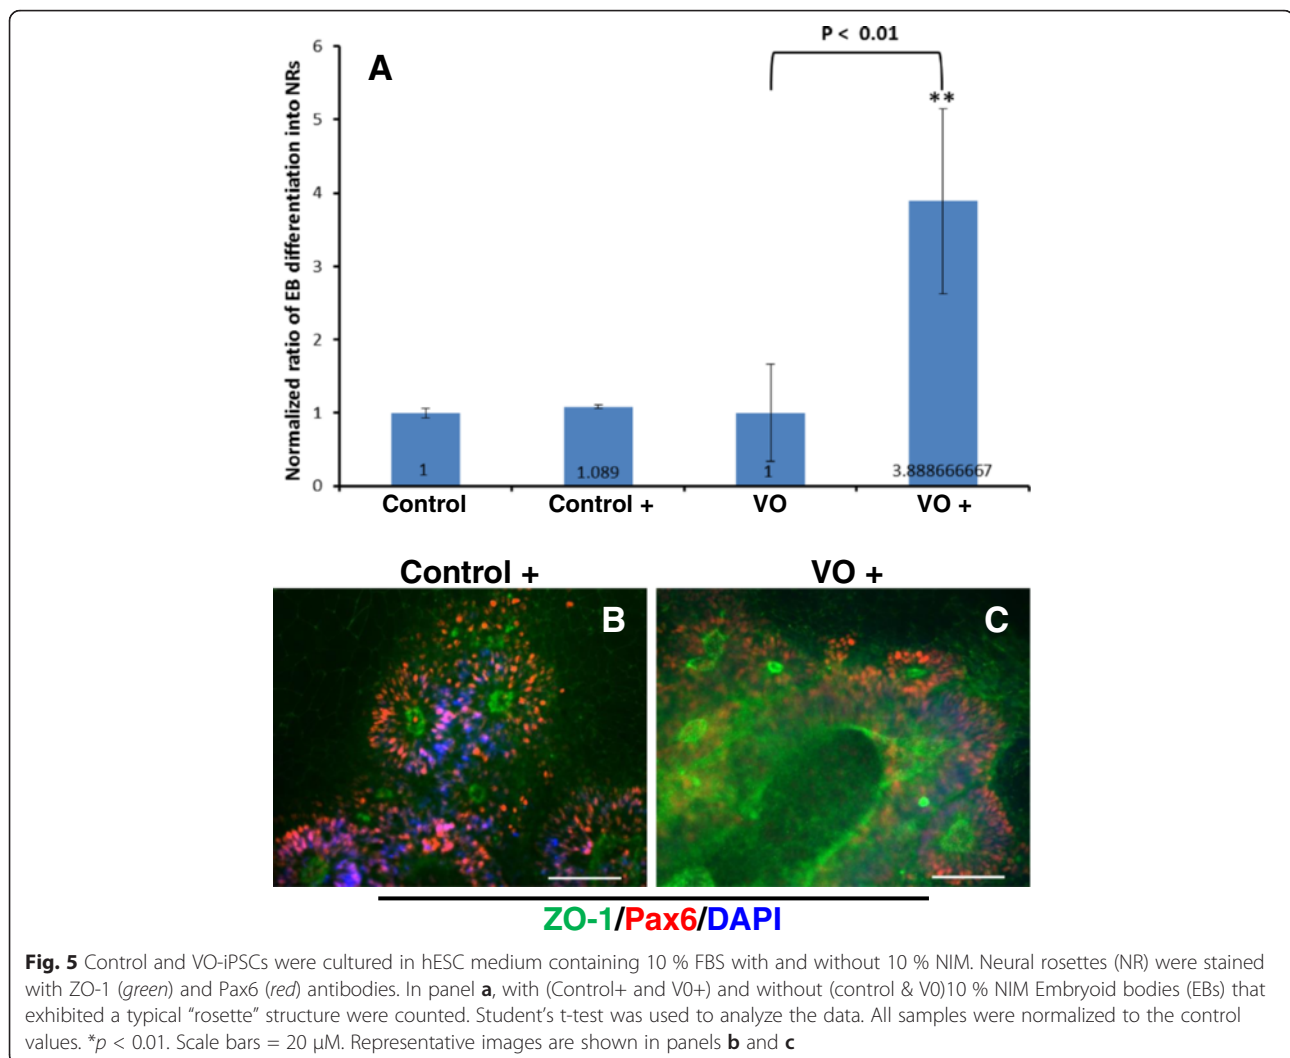 A
P < 0.01
**
Normalized ratio of EB differentiation into NRs
6
5
4
3
2
1
0
1
1.089
1
3.888666667
Control
Control +
VO
VO +
Control +
VO +
B
C
ZO-1/Pax6/DAPI
Fig. 5 Control and VO-iPSCs were cultured in hESC medium containing 10 % FBS with and without 10 % NIM. Neural rosettes (NR) were stained
with ZO-1 (green) and Pax6 (red) antibodies. In panel a, with (Control+ and V0+) and without (control & V0)10 % NIM Embryoid bodies (EBs) that
exhibited a typical “rosette” structure were counted. Student’s t-test was used to analyze the data. All samples were normalized to the control
values. *p < 0.01. Scale bars = 20 μM. Representative images are shown in panels b and c